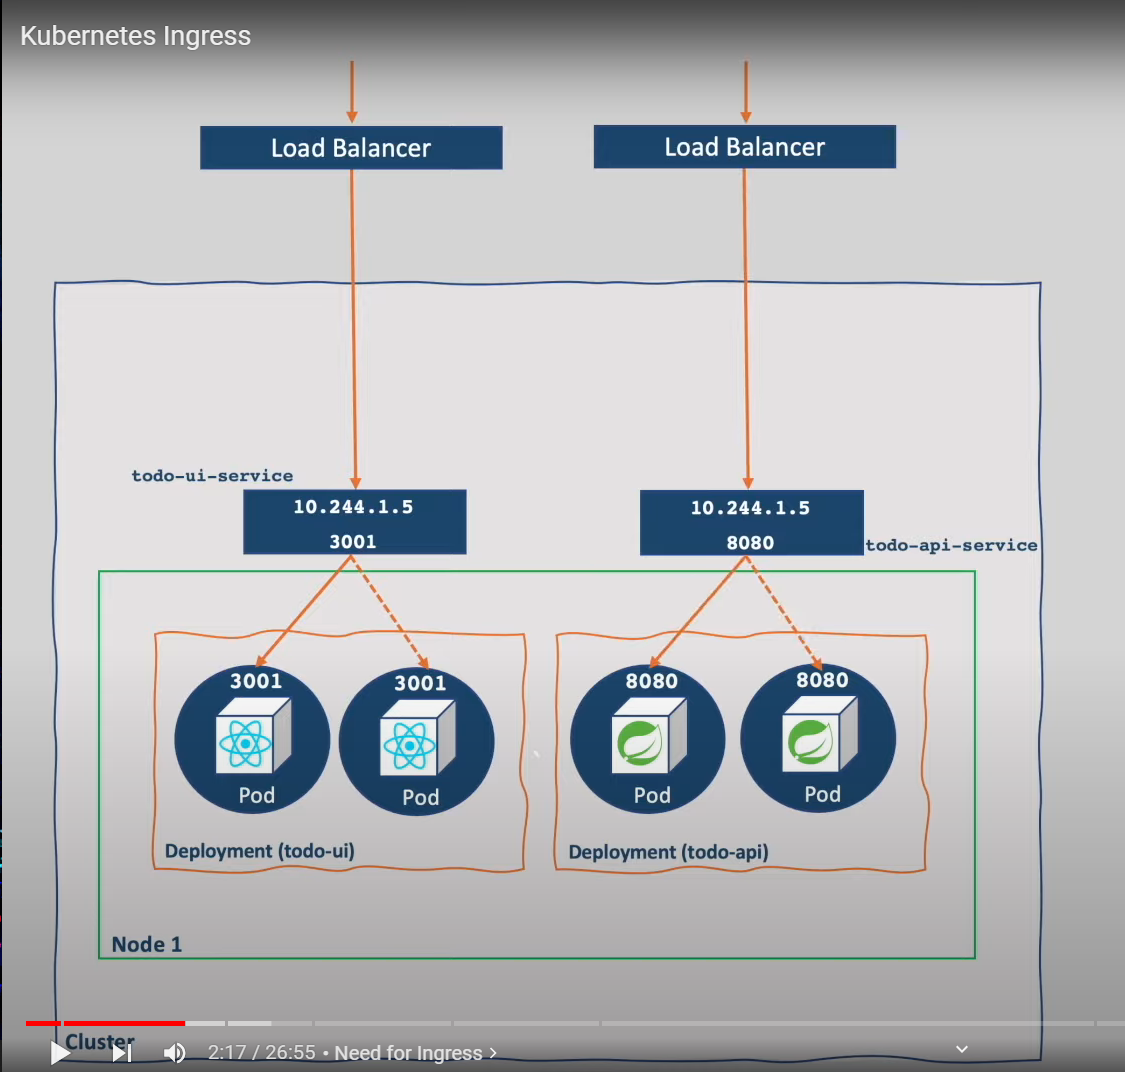 Kubernetes Ingress
Load Balancer
Load Balancer
todo-ui-service
10.244.1.5
3001
10.244.1.5
8080
todo-api-service
3001
3001
8080
8080
Pod
Pod
Pod
Pod
Deployment (todo-ui)
Deployment (todo-api)
Node 1
Cluster
2:17 / 26:55 • Need for Ingress >